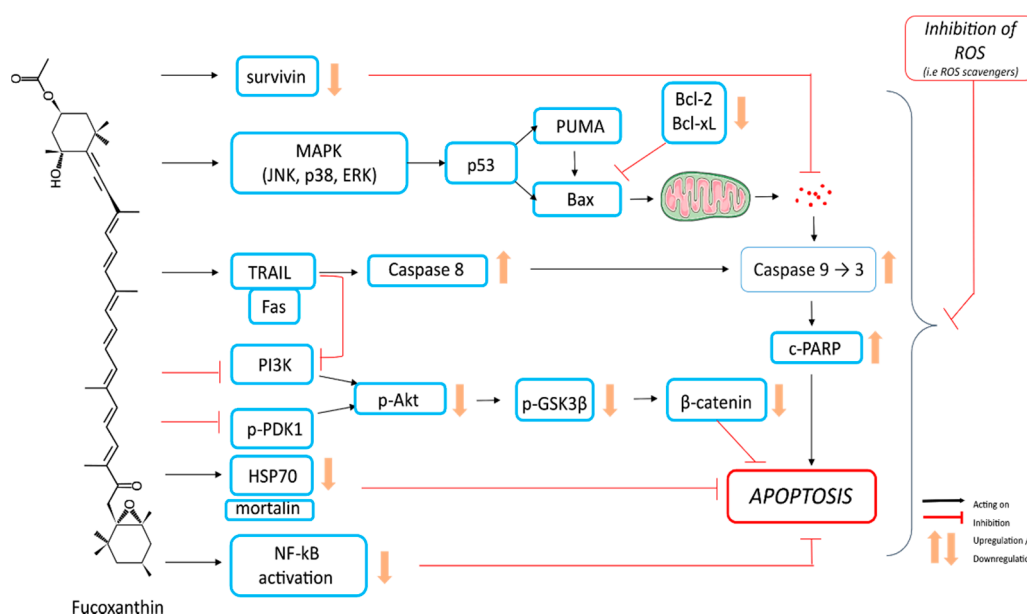 Inhibition of
ROS
(i.e ROS scavengers)
survivin
Bcl-2
Bcl-xL
PUMA
MAPK
(JNK, p38, ERK)
p53
Bax
TRAIL
Fas
Caspase 8
Caspase 9 → 3
c-PARP
PI3K
p-Akt
p-GSK3β
β-catenin
p-PDK1
HSP70
mortalin
APOPTOSIS
NF-kB
activation
Acting on
Inhibition
Upregulation /
Downregulation
O
O
HO
O
O
Fucoxanthin